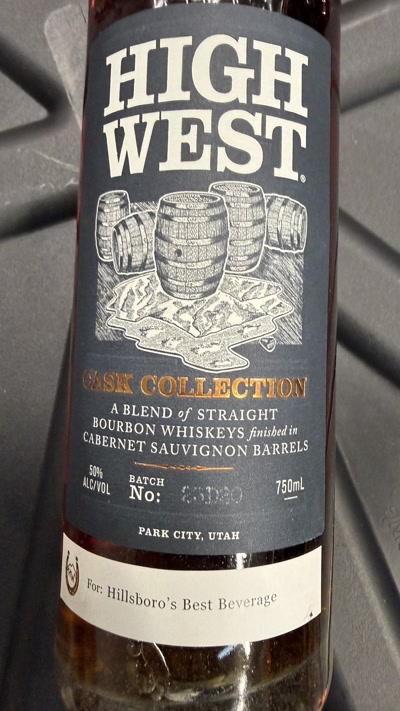 HIGH
WEST®
CASK COLLECTION
A BLEND of STRAIGHT
BOURBON WHISKEYS finished in
CABERNET SAUVIGNON BARRELS
50%
ALC/VOL
BATCH
No:
750mL
PARK CITY, UTAH
For: Hillsboro's Best Beverage